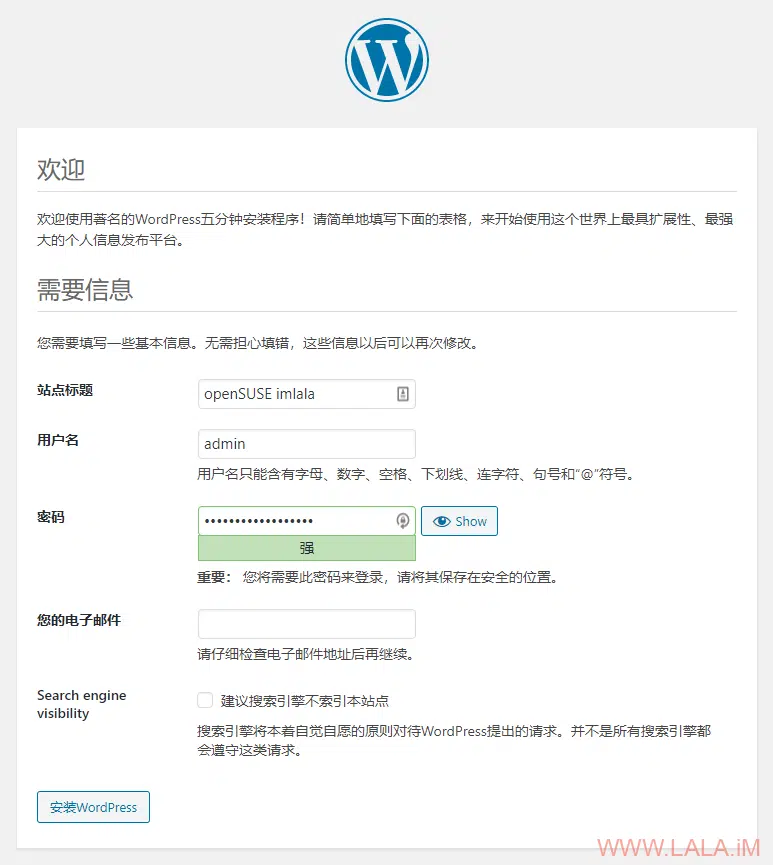 欢迎
欢迎使用著名的WordPress五分钟安装程序！请简单地填写下面的表格，来开始使用这个世界上最具扩展性、最强
大的个人信息发布平台。
需要信息
您需要填写一些基本信息。无需担心填错，这些信息以后可以再次修改。
站点标题
openSUSE imlala
用户名
admin
用户名只能含有字母、数字、空格、下划线、连字符、句号和“@”符号。
密码
••••••••••••••••••
Show
强
重要： 您将需要此密码来登录，请将其保存在安全的位置。
您的电子邮件
请仔细检查电子邮件地址后再继续。
Search engine
visibility
建议搜索引擎不索引本站点
搜索引擎将本着自觉自愿的原则对待WordPress提出的请求。并不是所有搜索引擎都
会遵守这类请求。
安装WordPress
WWW.LALA.iM